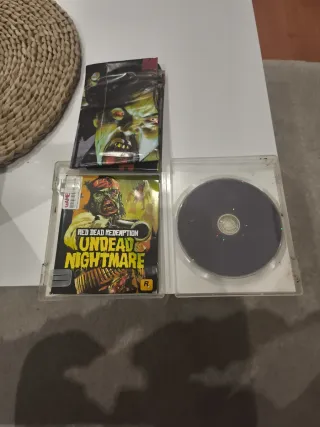 RED DEAD REDEMPTION
UNDEAD
NIGHTMARE
R